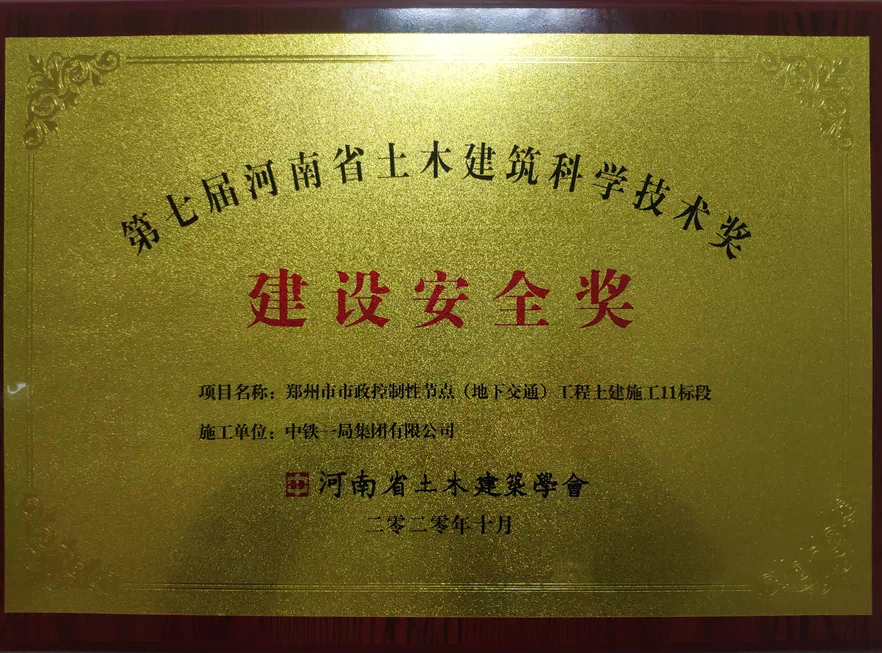 第七届河南省土木建筑科学技术奖
建设安全奖
项目名称：郑州市市政控制性节点（地下交通）工程土建施工11标段
施工单位：中铁一局集团有限公司
河南省土木建築學會
二零二零年十月